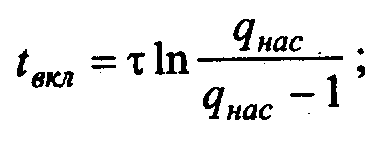 t_вкл = τ ln q_нас / (q_нас − 1) ;